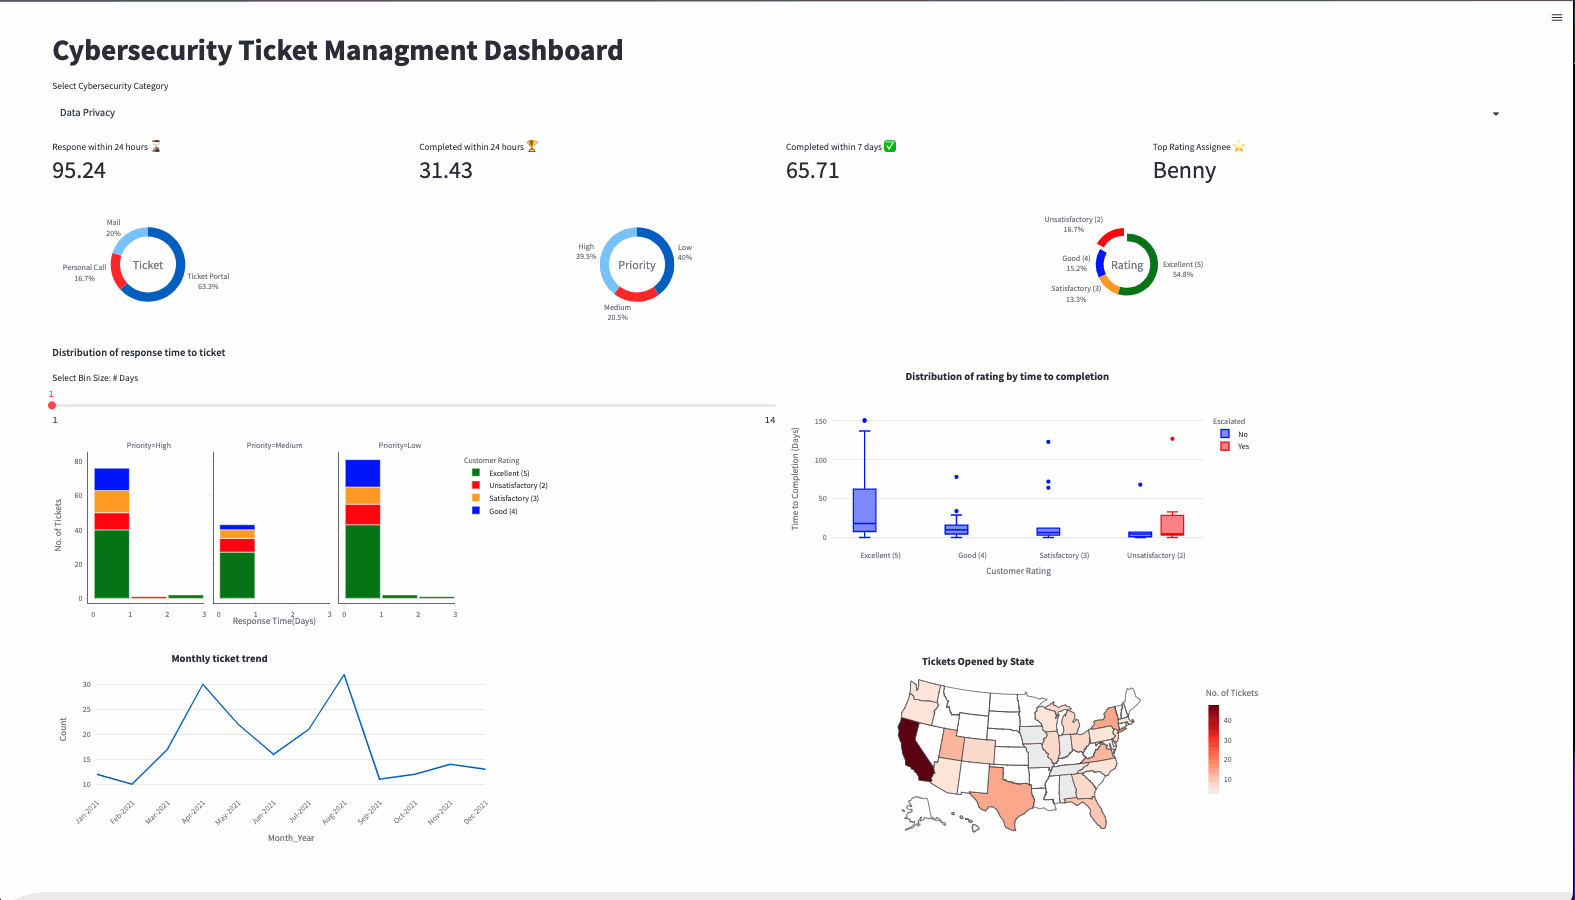 Cybersecurity Ticket Managment Dashboard
Select Cybersecurity Category
Data Privacy
Respone within 24 hours ⏳
95.24
Completed within 24 hours 🏆
31.43
Completed within 7 days ✅
65.71
Top Rating Assignee ⭐
Benny
Mail
20%
Personal Call
16.7%
Ticket
Ticket Portal
63.3%
High
39.5%
Priority
Low
40%
Medium
20.5%
Unsatisfactory (2)
16.7%
Good (4)
15.2%
Satisfactory (3)
13.3%
Rating
Excellent (5)
54.8%
Distribution of response time to ticket
Select Bin Size: # Days
1
1
14
Priority=High
Priority=Medium
Priority=Low
80
60
40
20
0
No. of Tickets
0 1 2 3
0 1 2 3
0 1 2 3
Response Time(Days)
Customer Rating
Excellent (5)
Unsatisfactory (2)
Satisfactory (3)
Good (4)
Distribution of rating by time to completion
150
100
50
0
Time to Completion (Days)
Excellent (5)
Good (4)
Satisfactory (3)
Unsatisfactory (2)
Customer Rating
Escalated
No
Yes
Monthly ticket trend
30
25
20
15
10
Count
Jan-2021
Feb-2021
Mar-2021
Apr-2021
May-2021
Jun-2021
Jul-2021
Aug-2021
Sep-2021
Oct-2021
Nov-2021
Dec-2021
Month_Year
Tickets Opened by State
No. of Tickets
40
30
20
10